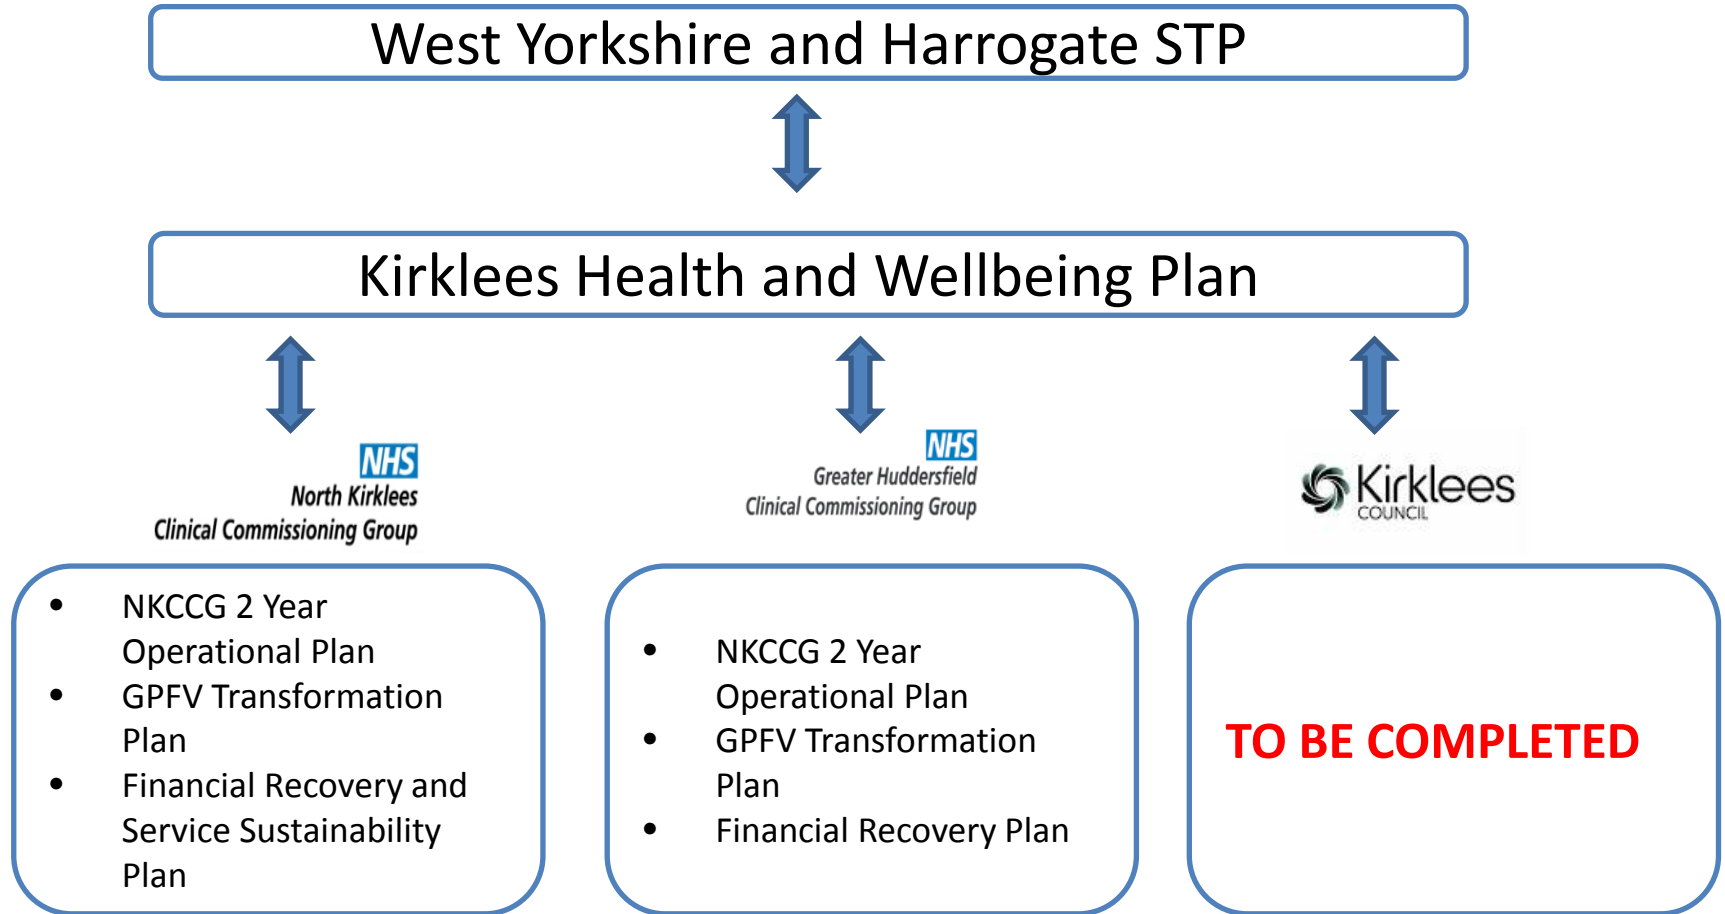 West Yorkshire and Harrogate STP
Kirklees Health and Wellbeing Plan
NHS
North Kirklees
Clinical Commissioning Group
NHS
Greater Huddersfield
Clinical Commissioning Group
Kirklees
COUNCIL
• NKCCG 2 Year
Operational Plan
• GPFV Transformation
Plan
• Financial Recovery and
Service Sustainability
Plan
• NKCCG 2 Year
Operational Plan
• GPFV Transformation
Plan
• Financial Recovery Plan
TO BE COMPLETED